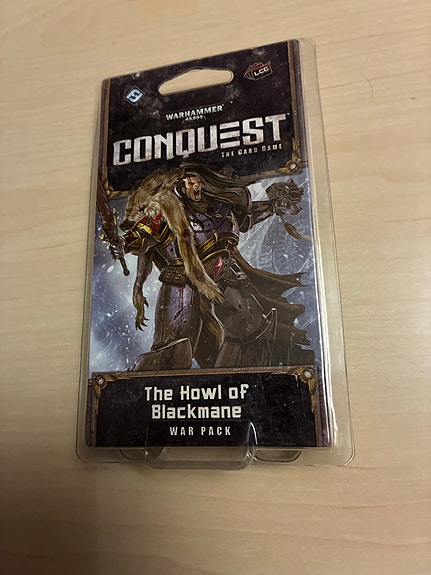 LCG
WARHAMMER
40,000
CONQUEST
THE CARD GAME
The Howl of
Blackmane
WAR PACK